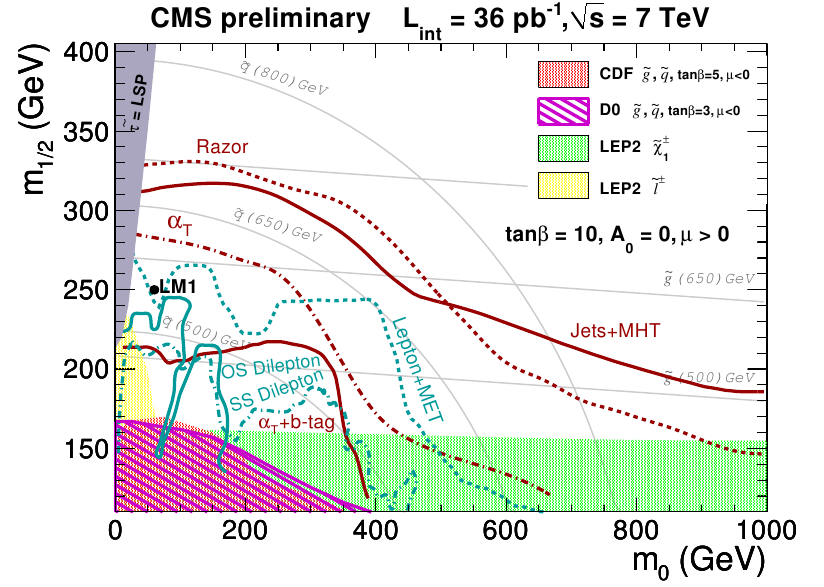 CMS preliminary L_int = 36 pb^-1, √s = 7 TeV
m_1/2 (GeV)
400
350
300
250
200
150
τ̃ = LSP
q̃ (800) GeV
CDF g̃, q̃, tanβ=5, μ<0
D0 g̃, q̃, tanβ=3, μ<0
LEP2 χ̃_1^±
LEP2 l̃^±
tanβ = 10, A_0 = 0, μ > 0
Razor
α_T
q̃ (650) GeV
g̃ (650) GeV
LM1
q̃ (500) GeV
Jets+MHT
Lepton+MET
g̃ (500) GeV
OS Dilepton
SS Dilepton
α_T+b-tag
0
200
400
600
800
1000
m_0 (GeV)